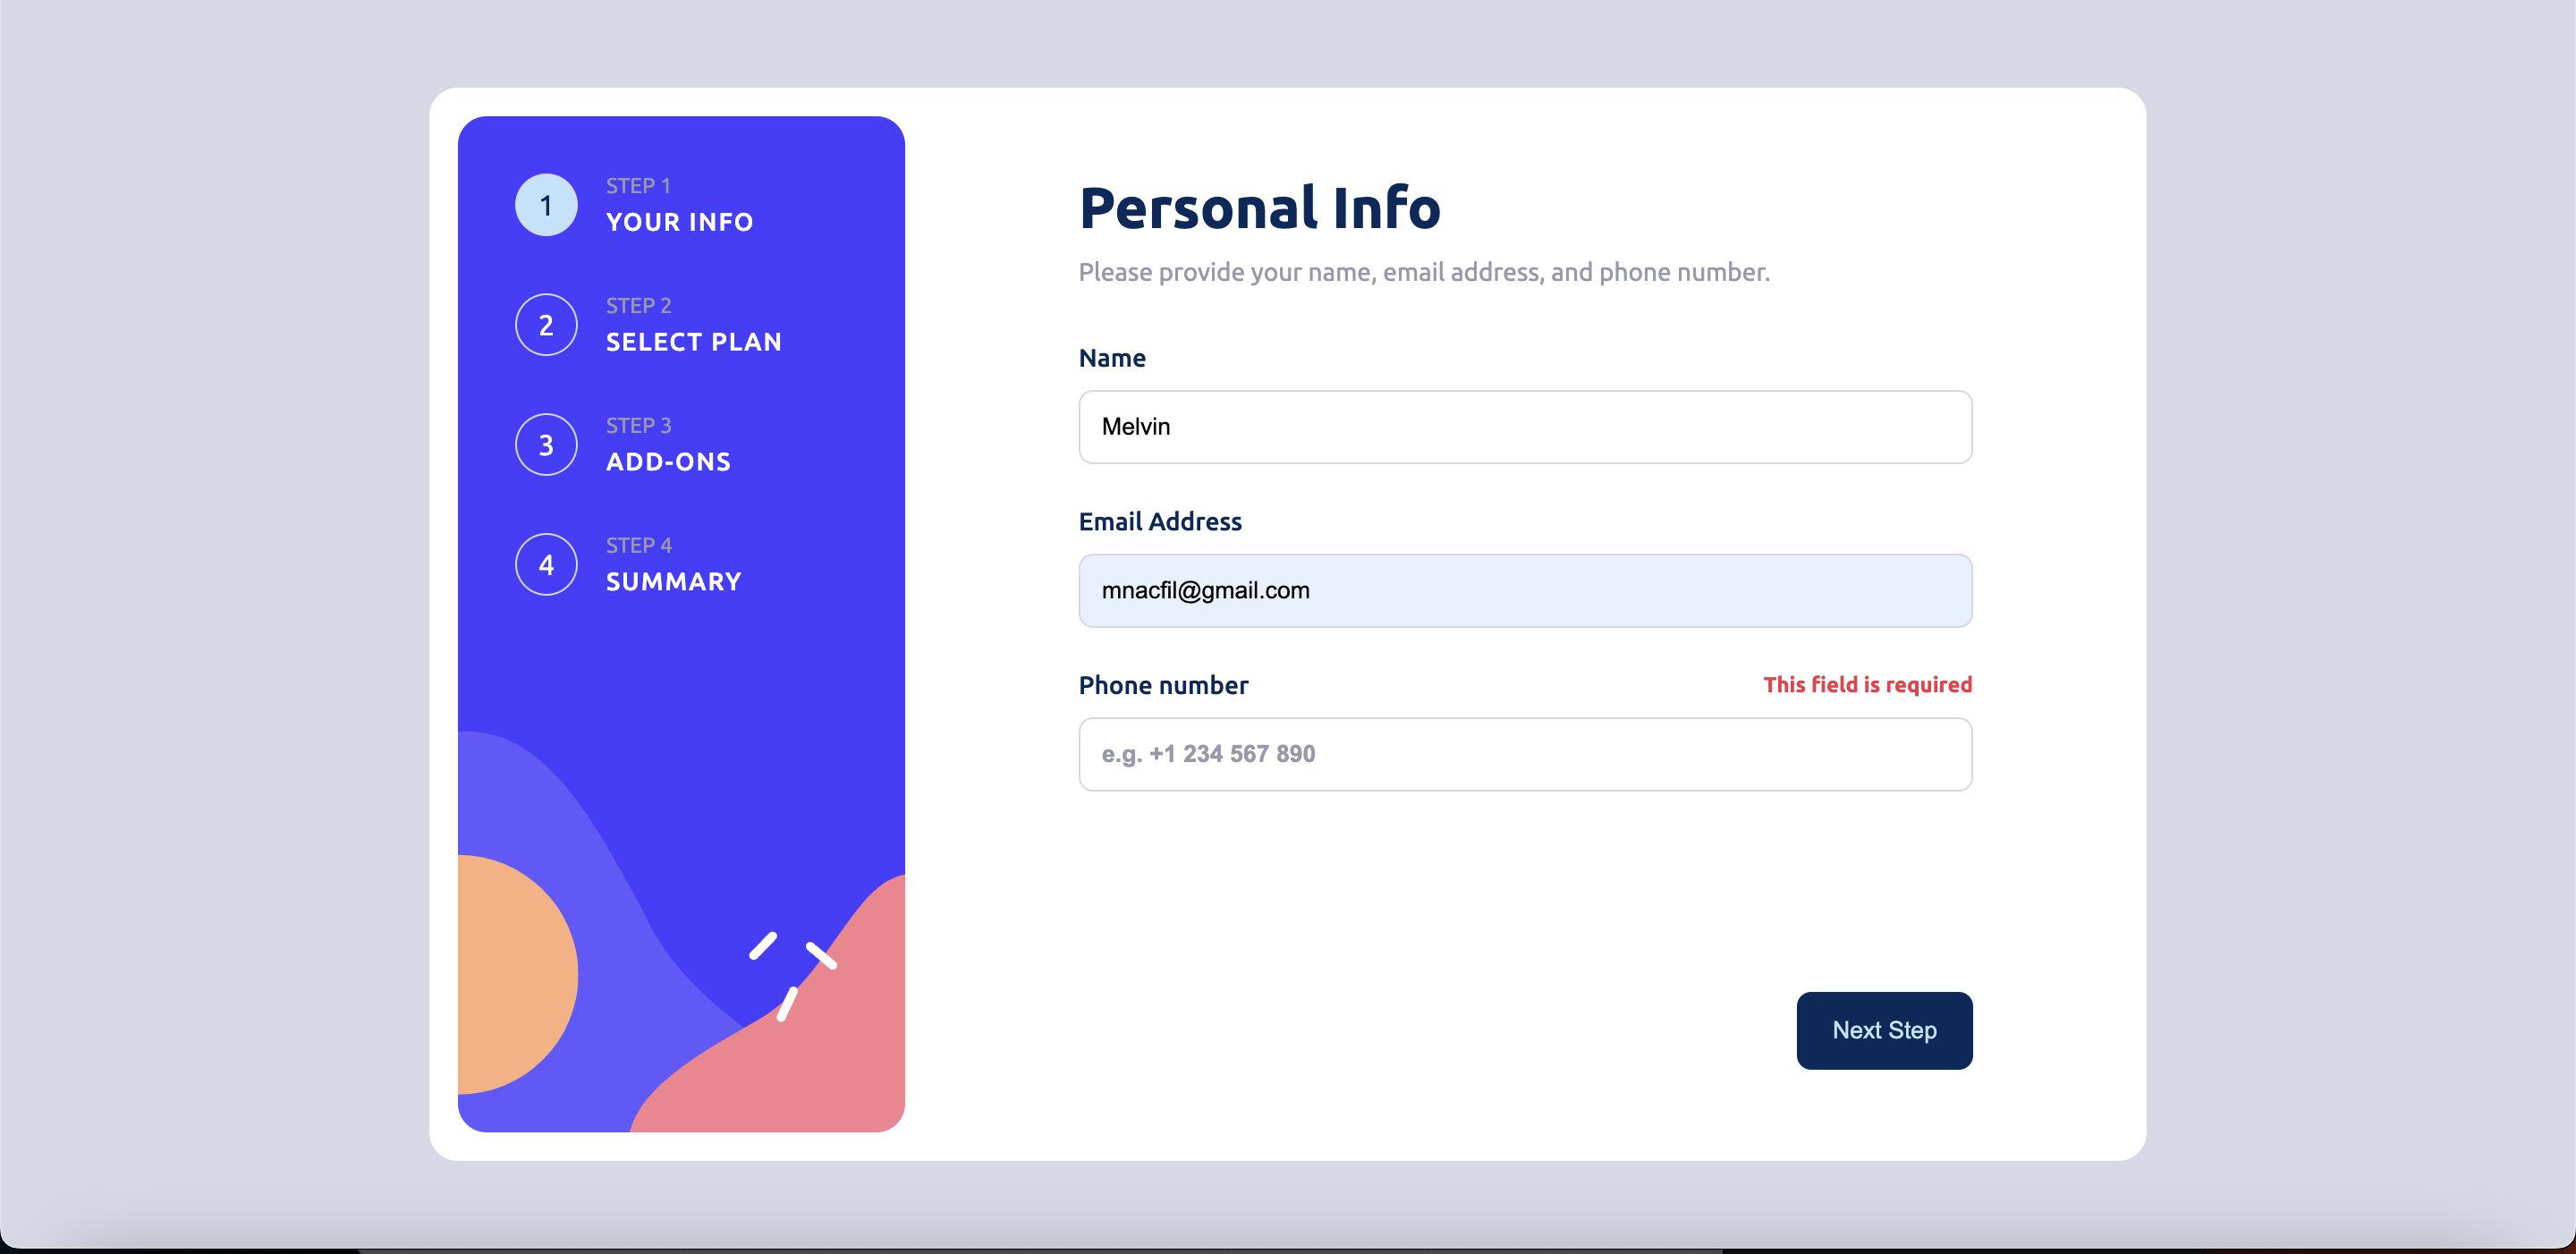 1
STEP 1
YOUR INFO
2
STEP 2
SELECT PLAN
3
STEP 3
ADD-ONS
4
STEP 4
SUMMARY
Personal Info
Please provide your name, email address, and phone number.
Name
Melvin
Email Address
mnacfil@gmail.com
Phone number
This field is required
e.g. +1 234 567 890
Next Step